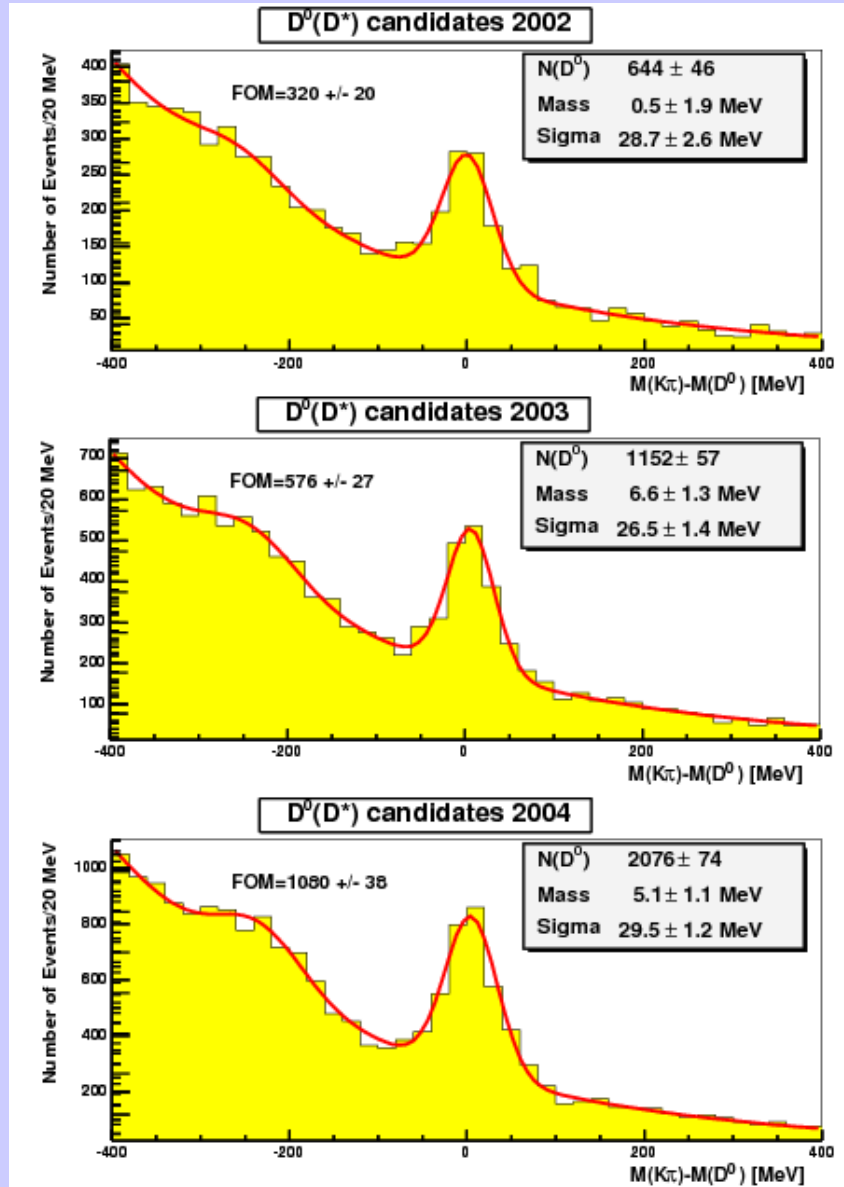 D⁰(D*) candidates 2002
Number of Events/20 MeV
400
350
300
250
200
150
100
50
FOM=320 +/- 20
N(D⁰) 644 ± 46
Mass 0.5 ± 1.9 MeV
Sigma 28.7 ± 2.6 MeV
-400 -200 0 200 400
M(Kπ)-M(D⁰) [MeV]
D⁰(D*) candidates 2003
Number of Events/20 MeV
700
600
500
400
300
200
100
FOM=576 +/- 27
N(D⁰) 1152 ± 57
Mass 6.6 ± 1.3 MeV
Sigma 26.5 ± 1.4 MeV
-400 -200 0 200 400
M(Kπ)-M(D⁰) [MeV]
D⁰(D*) candidates 2004
Number of Events/20 MeV
1000
800
600
400
200
FOM=1080 +/- 38
N(D⁰) 2076 ± 74
Mass 5.1 ± 1.1 MeV
Sigma 29.5 ± 1.2 MeV
-400 -200 0 200 400
M(Kπ)-M(D⁰) [MeV]